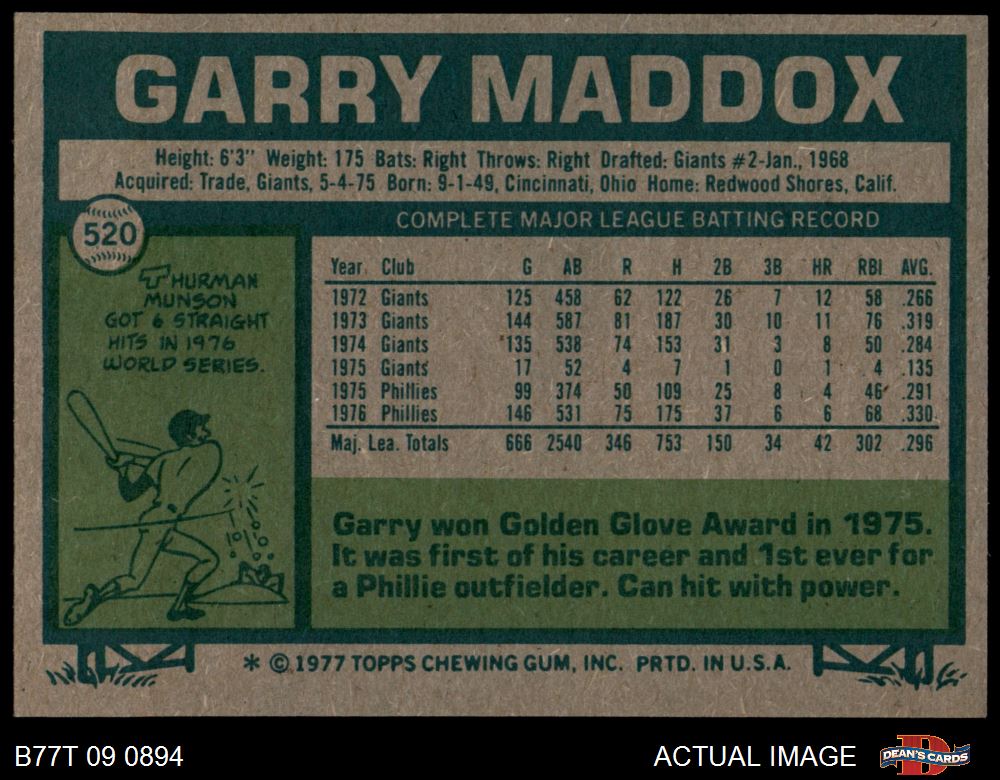 GARRY MADDOX
Height: 6'3" Weight: 175 Bats: Right Throws: Right Drafted: Giants #2-Jan., 1968
Acquired: Trade, Giants, 5-4-75 Born: 9-1-49, Cincinnati, Ohio Home: Redwood Shores, Calif.
520
COMPLETE MAJOR LEAGUE BATTING RECORD
THURMAN
MUNSON
GOT 6 STRAIGHT
HITS IN 1976
WORLD SERIES.
Year Club G AB R H 2B 3B HR RBI AVG.
1972 Giants 125 458 62 122 26 7 12 58 .266
1973 Giants 144 587 81 187 30 10 11 76 .319
1974 Giants 135 538 74 153 31 3 8 50 .284
1975 Giants 17 52 4 7 1 0 1 4 .135
1975 Phillies 99 374 50 109 25 8 4 46 .291
1976 Phillies 146 531 75 175 37 6 6 68 .330
Maj. Lea. Totals 666 2540 346 753 150 34 42 302 .296
Garry won Golden Glove Award in 1975.
It was first of his career and 1st ever for
a Phillie outfielder. Can hit with power.
* © 1977 TOPPS CHEWING GUM, INC. PRTD. IN U.S.A.
B77T 09 0894
ACTUAL IMAGE
DEAN'S CARDS